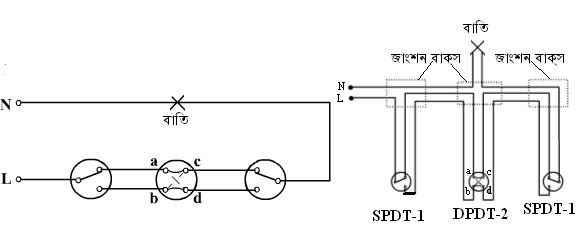 N
বাতি
L
a c
b d
বাতি
জাংশন বাক্স
জাংশন বাক্স
N
L
a c
b d
SPDT-1
DPDT-2
SPDT-1